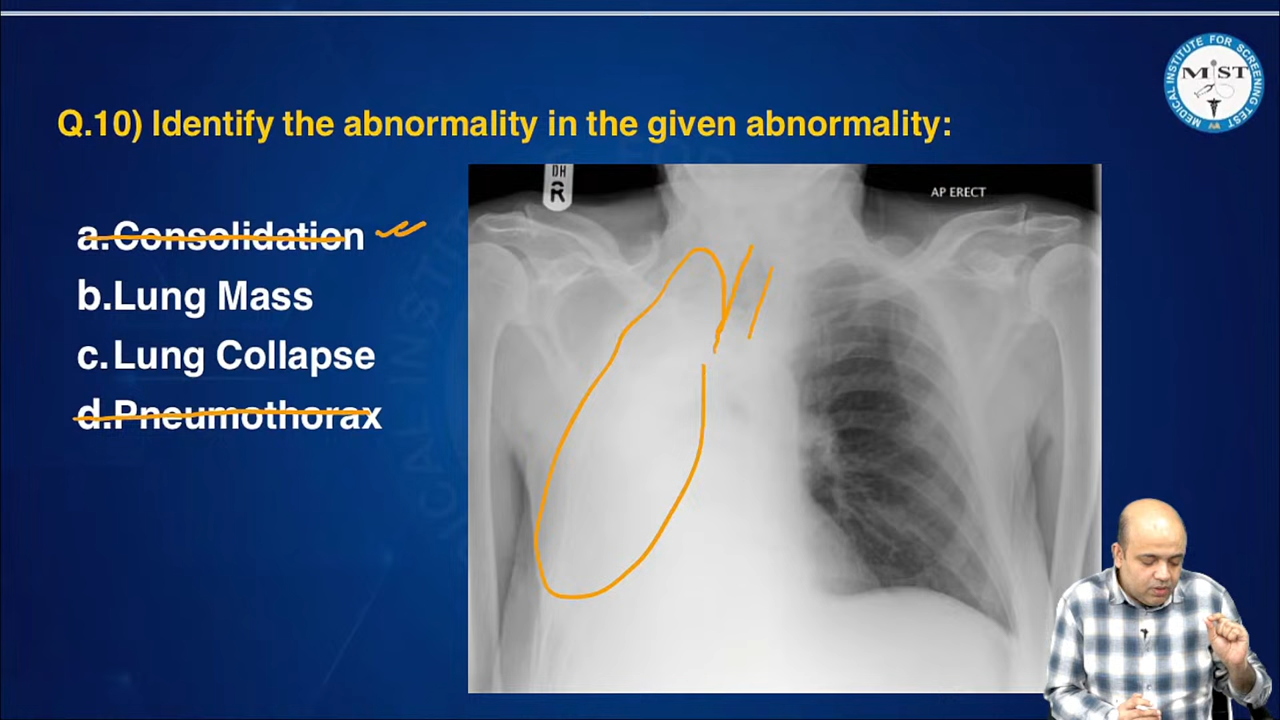 MEDICAL INSTITUTE FOR SCREENING TEST
MIST
Q.10) Identify the abnormality in the given abnormality:
DH
R
AP ERECT
a. Consolidation
b. Lung Mass
c. Lung Collapse
d. Pneumothorax